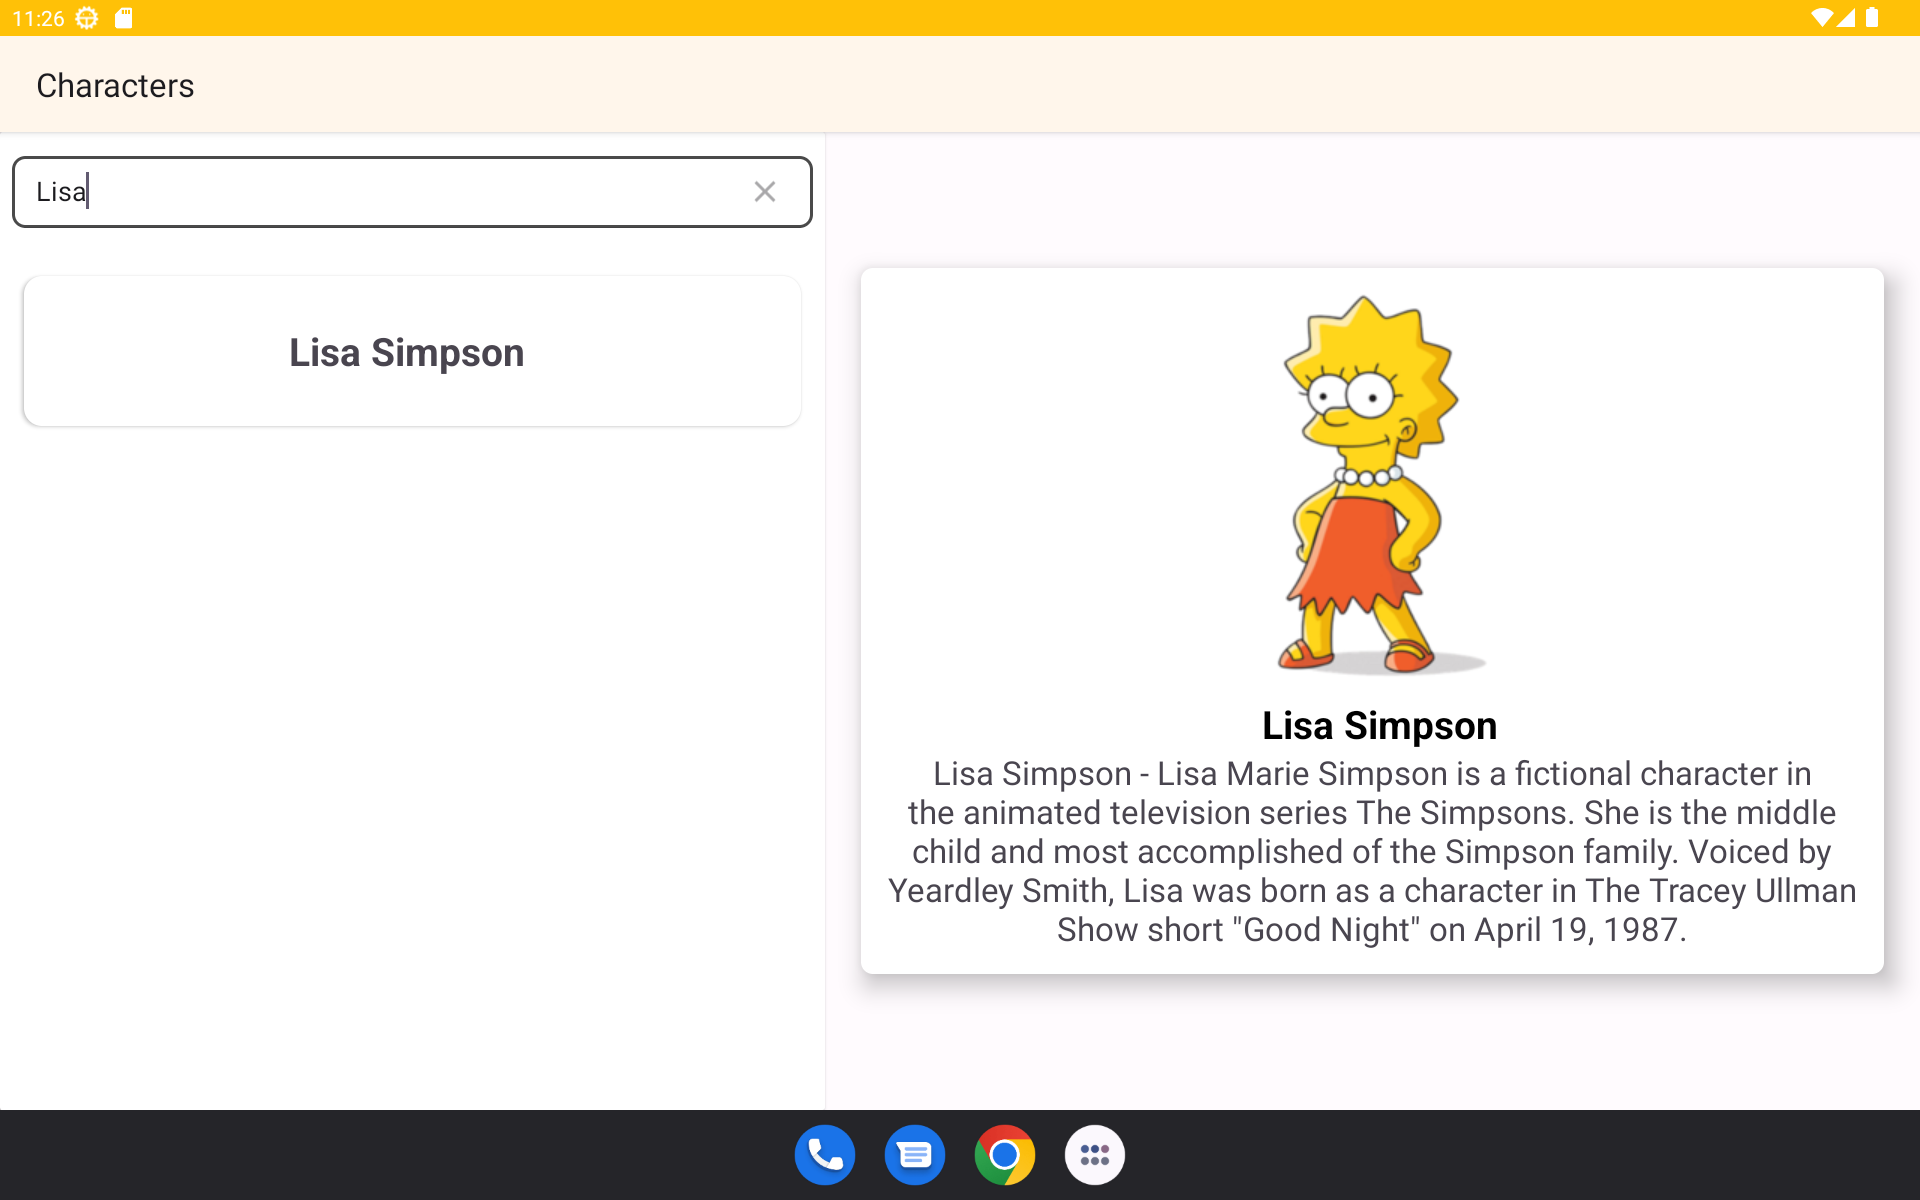 11:26
Characters
Lisa
Lisa Simpson
Lisa Simpson
Lisa Simpson - Lisa Marie Simpson is a fictional character in
the animated television series The Simpsons. She is the middle
child and most accomplished of the Simpson family. Voiced by
Yeardley Smith, Lisa was born as a character in The Tracey Ullman
Show short "Good Night" on April 19, 1987.